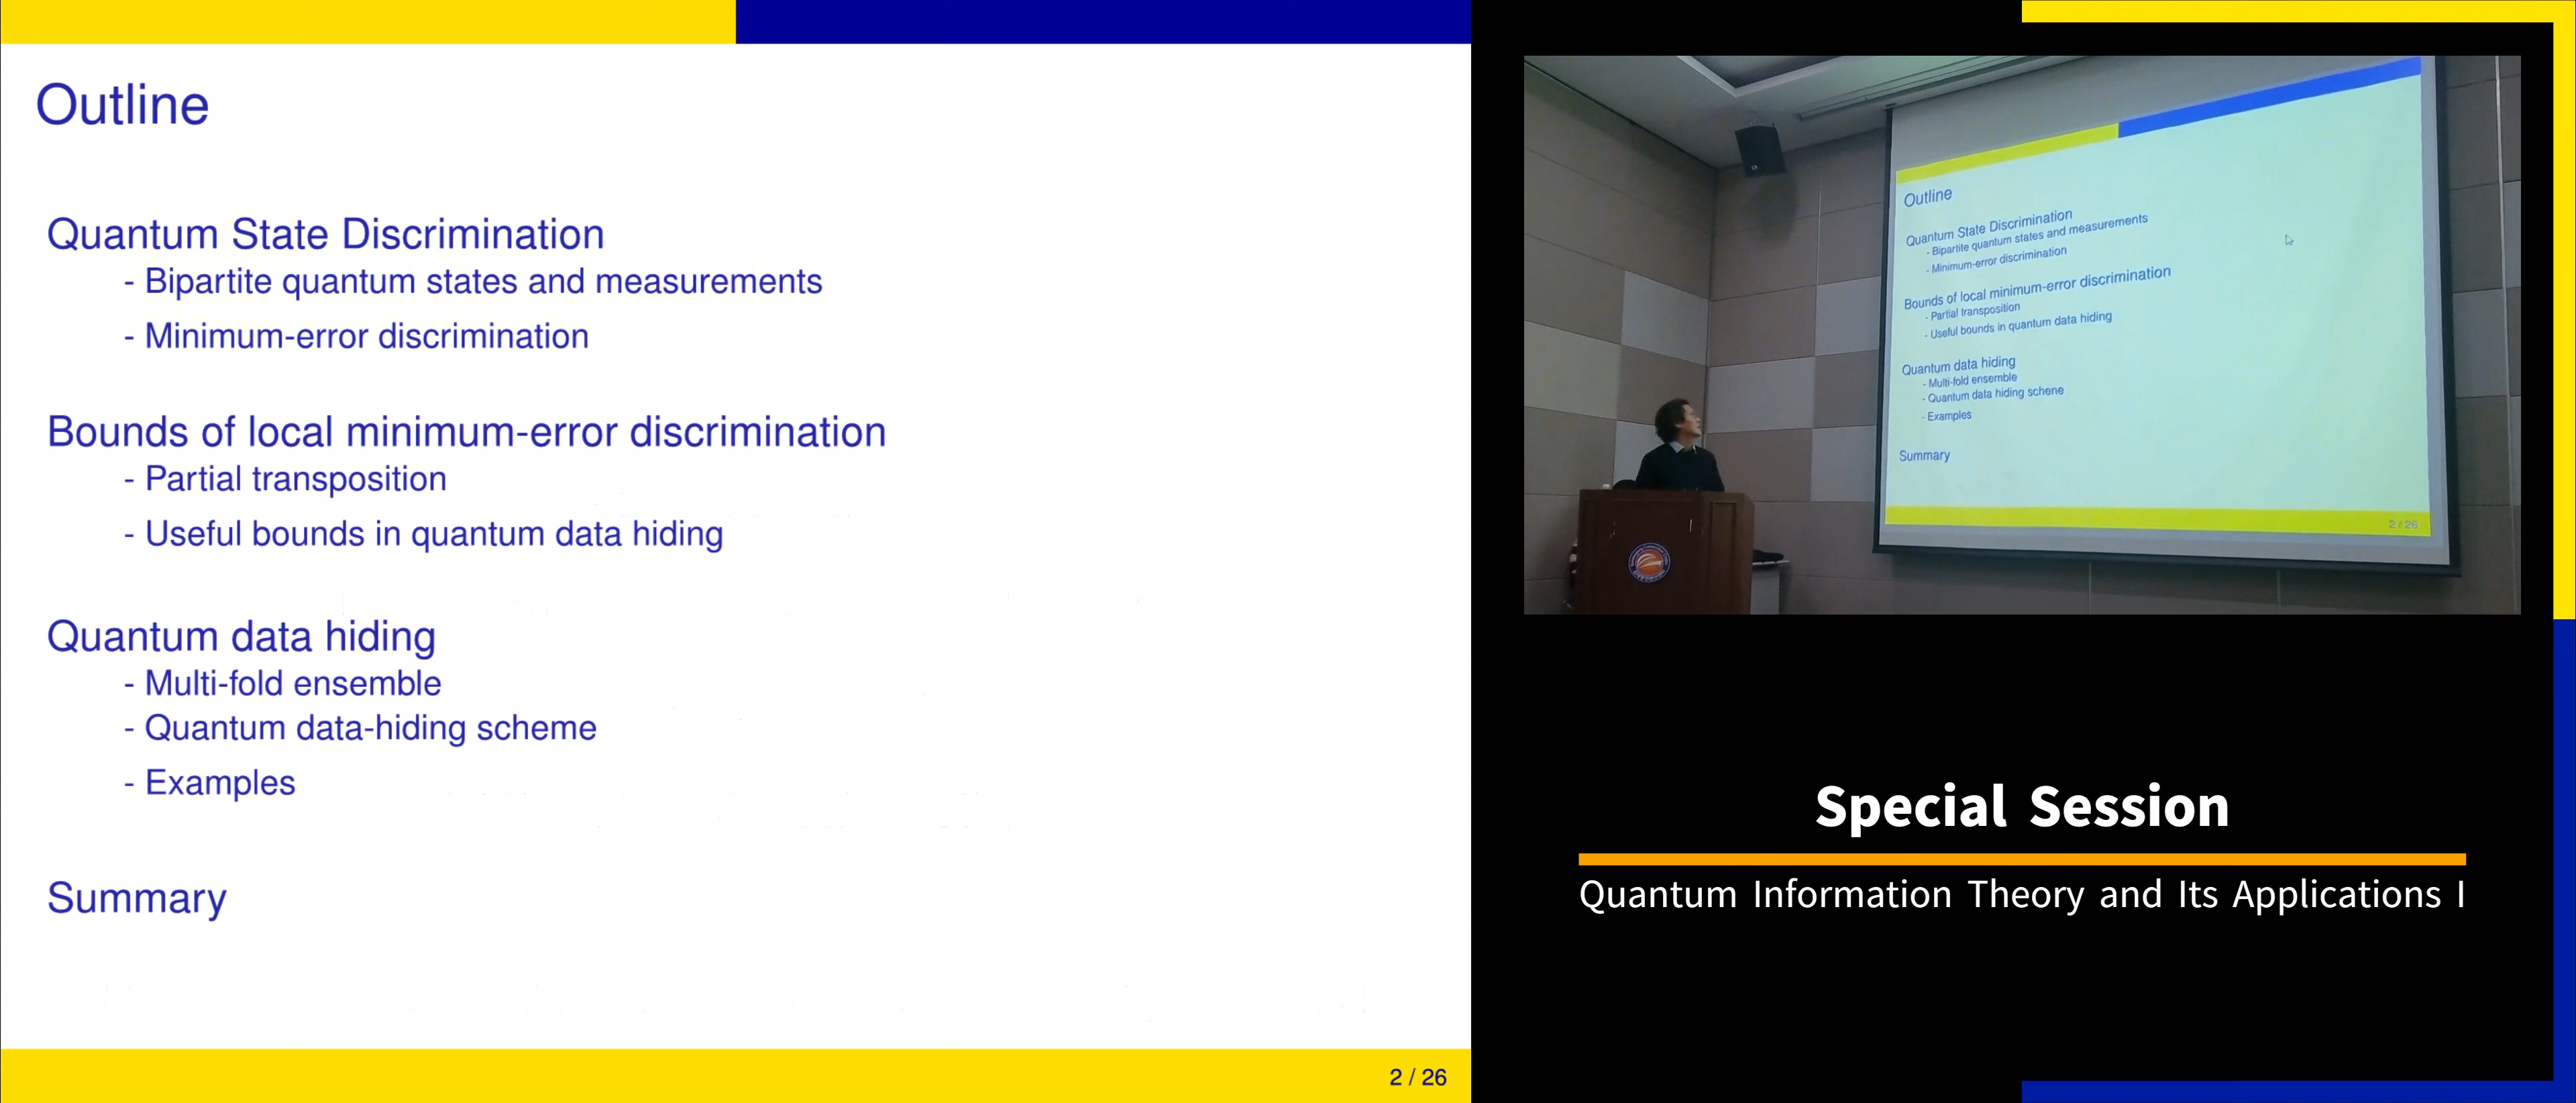 Outline
Quantum State Discrimination
- Bipartite quantum states and measurements
- Minimum-error discrimination
Bounds of local minimum-error discrimination
- Partial transposition
- Useful bounds in quantum data hiding
Quantum data hiding
- Multi-fold ensemble
- Quantum data-hiding scheme
- Examples
Summary
2 / 26
Outline
Quantum State Discrimination
- Bipartite quantum states and measurements
- Minimum-error discrimination
Bounds of local minimum-error discrimination
- Partial transposition
- Useful bounds in quantum data hiding
Quantum data hiding
- Multi-fold ensemble
- Quantum data hiding schene
- Examples
Summary
2 / 26
Special Session
Quantum Information Theory and Its Applications I